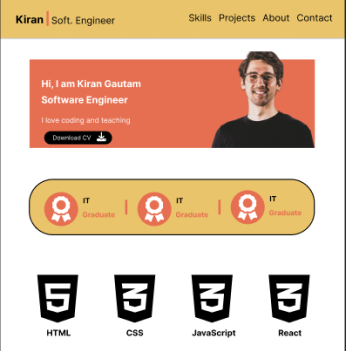 Kiran | Soft. Engineer
Skills Projects About Contact
Hi, I am Kiran Gautam
Software Engineer
I love coding and teaching
Download CV
IT
Graduate
IT
Graduate
IT
Graduate
5 3 3 3
HTML CSS JavaScript React